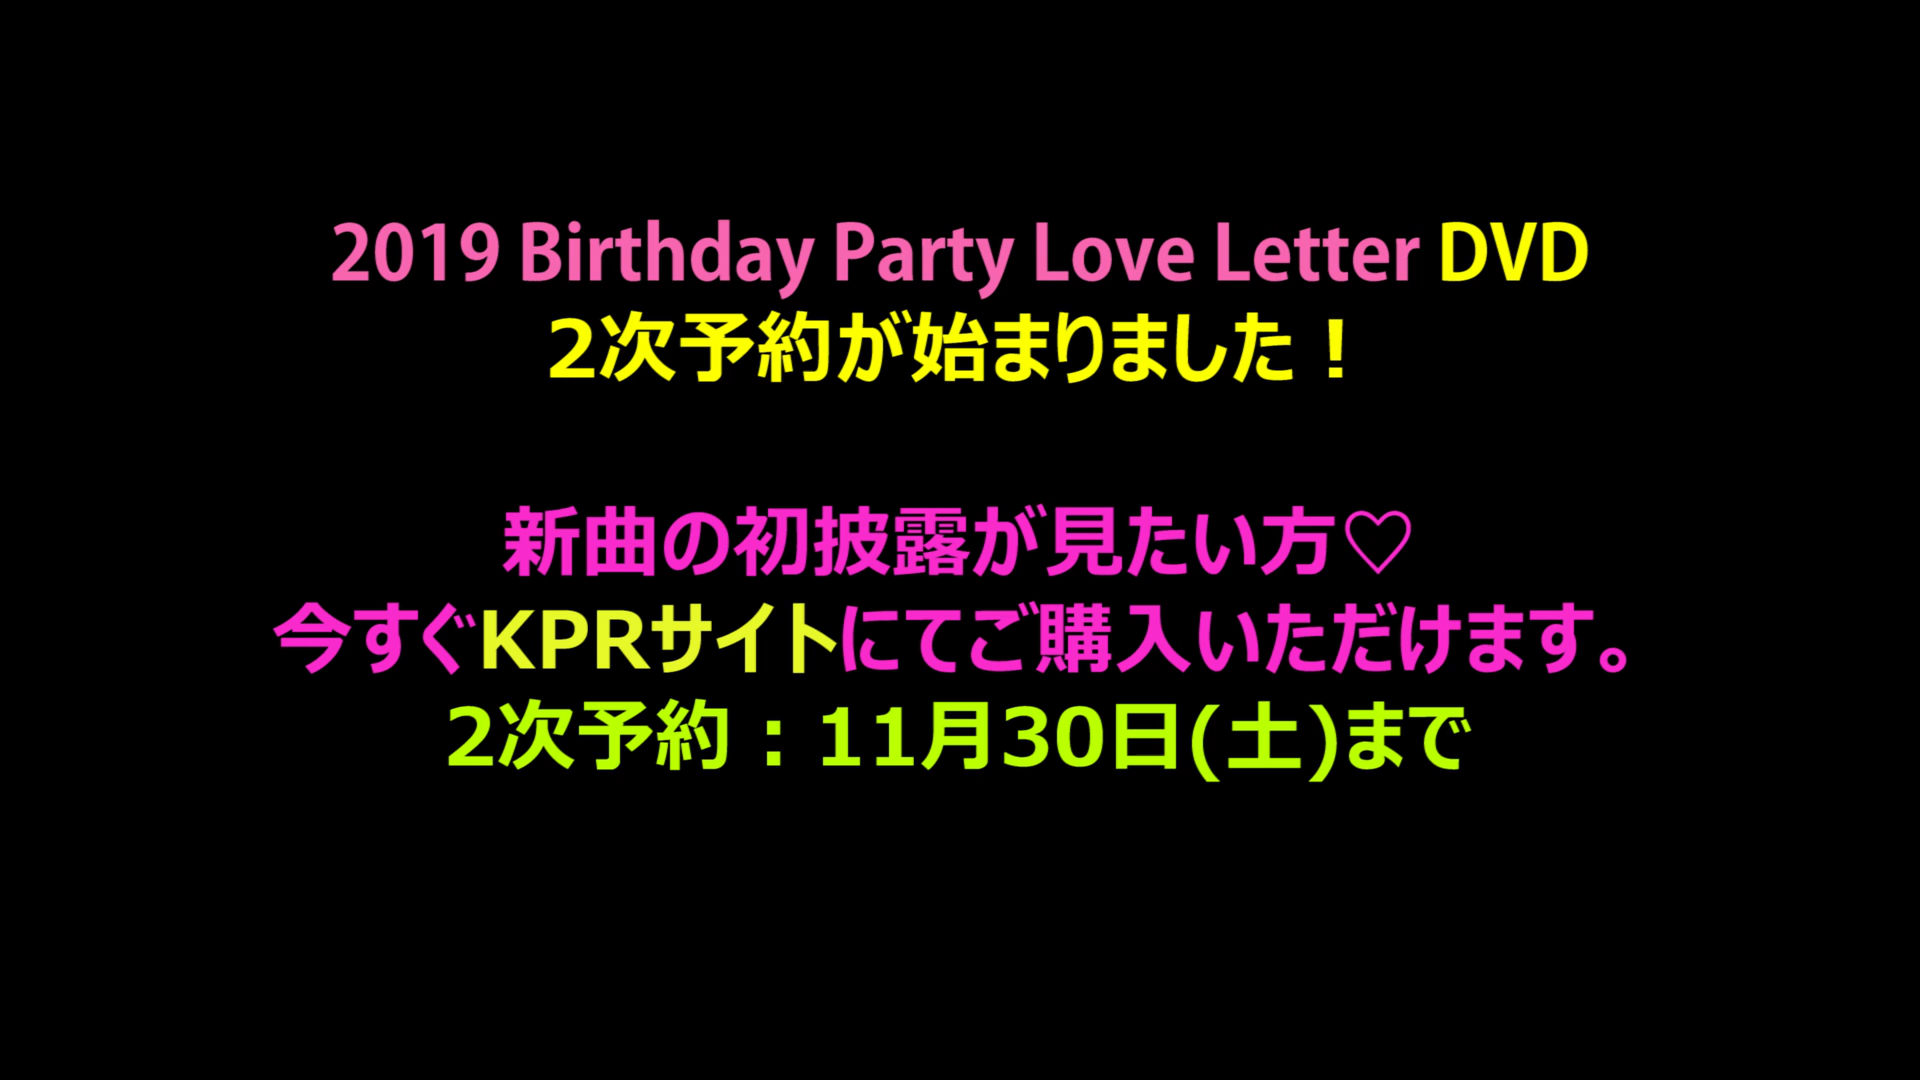 2019 Birthday Party Love Letter DVD
2次予約が始まりました！
新曲の初披露が見たい方♡
今すぐKPRサイトにてご購入いただけます。
2次予約：11月30日(土)まで